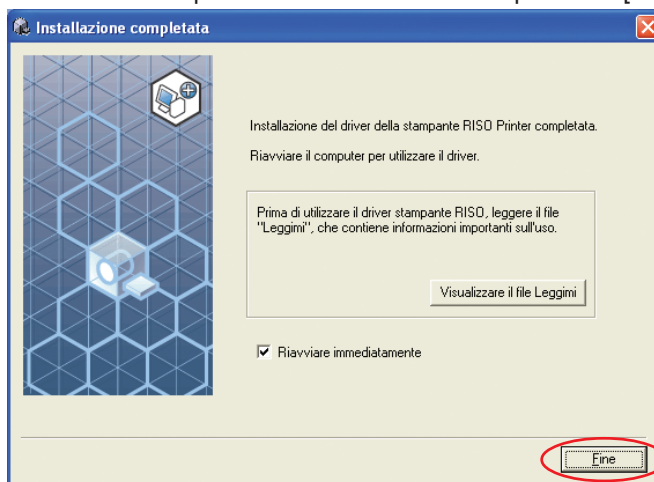 Installazione completata
Installazione del driver della stampante RISO Printer completata.
Riavviare il computer per utilizzare il driver.
Prima di utilizzare il driver stampante RISO, leggere il file
"Leggimi", che contiene informazioni importanti sull'uso.
Visualizzare il file Leggimi
Riavviare immediatamente
Fine